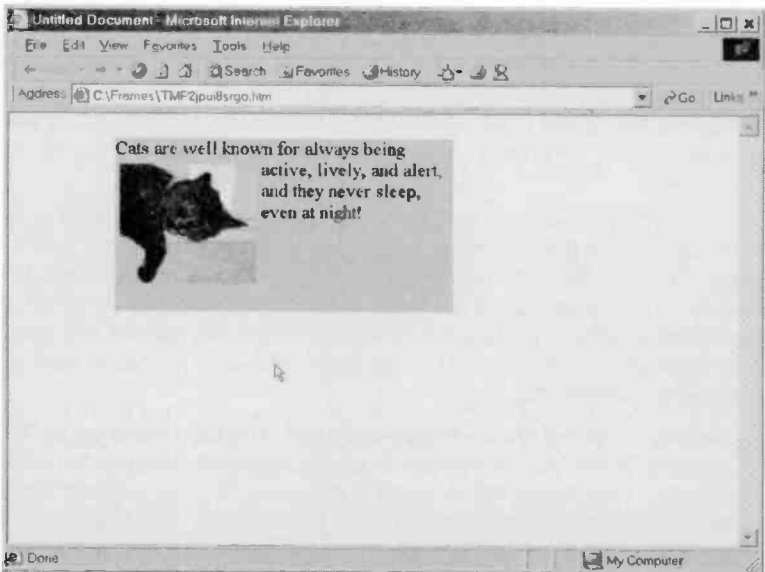 Untitled Document - Microsoft Internet Explorer
File Edit View Favorites Tools Help
Search Favorites History
Address C:\Frames\TMP2jpui8srgo.htm Go Links »
Cats are well known for always being
active, lively, and alert,
and they never sleep,
even at night!
Done My Computer